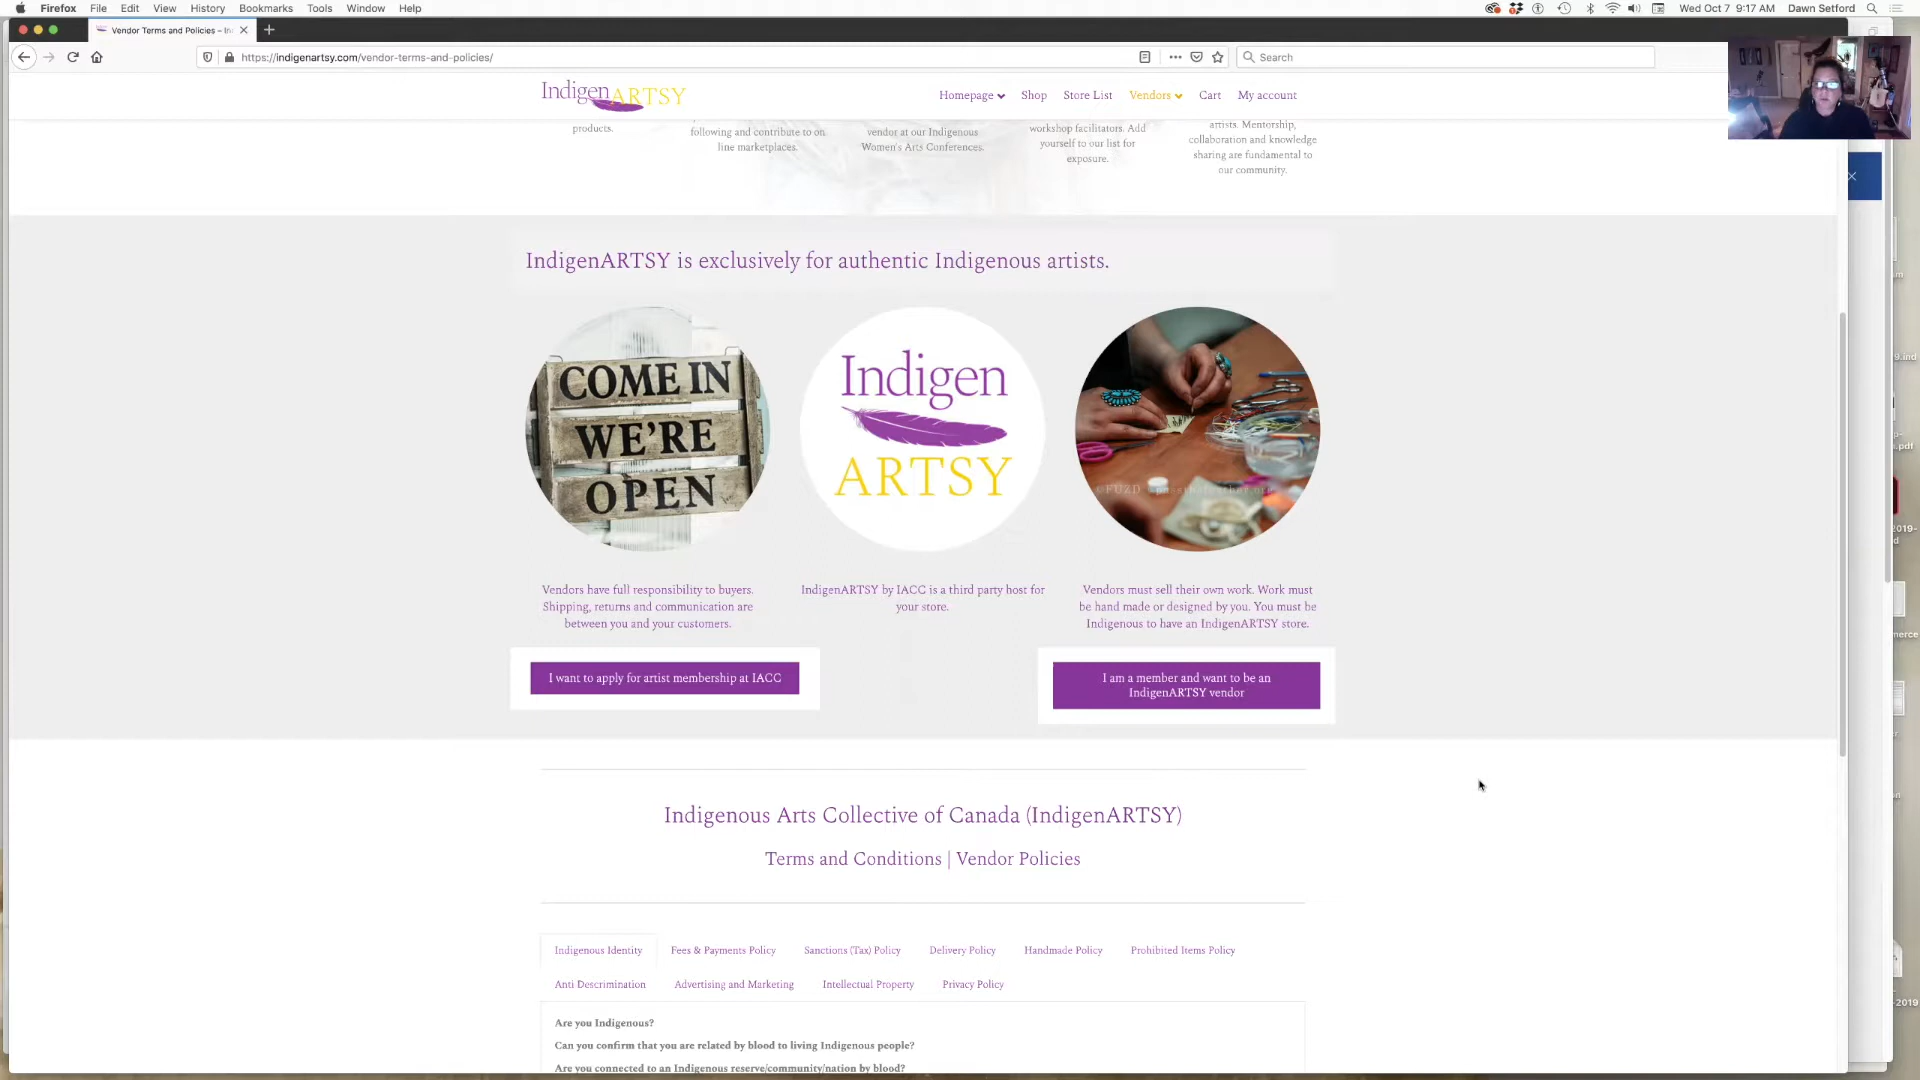 Firefox File Edit View History Bookmarks Tools Window Help
Wed Oct 7 9:17 AM Dawn Setford
Vendor Terms and Policies – In
https://indigenartsy.com/vendor-terms-and-policies/
Search
IndigenARTSY
Homepage Shop Store List Vendors Cart My account
products.
following and contribute to on
line marketplaces.
vendor at our Indigenous
Women's Arts Conferences.
workshop facilitators. Add
yourself to our list for
exposure.
artists. Mentorship,
collaboration and knowledge
sharing are fundamental to
our community.
IndigenARTSY is exclusively for authentic Indigenous artists.
COME IN
WE'RE
OPEN
Indigen
ARTSY
Vendors have full responsibility to buyers.
Shipping, returns and communication are
between you and your customers.
IndigenARTSY by IACC is a third party host for
your store.
Vendors must sell their own work. Work must
be hand made or designed by you. You must be
Indigenous to have an IndigenARTSY store.
I want to apply for artist membership at IACC
I am a member and want to be an
IndigenARTSY vendor
Indigenous Arts Collective of Canada (IndigenARTSY)
Terms and Conditions | Vendor Policies
Indigenous Identity Fees & Payments Policy Sanctions (Tax) Policy Delivery Policy Handmade Policy Prohibited Items Policy
Anti Descrimination Advertising and Marketing Intellectual Property Privacy Policy
Are you Indigenous?
Can you confirm that you are related by blood to living Indigenous people?
Are you connected to an Indigenous reserve/community/nation by blood?
9.ind
.pdf
2019-
merce
-2019